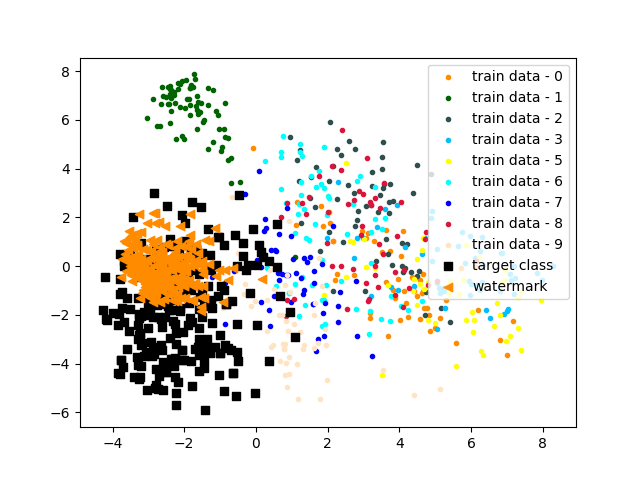 8
6
4
2
0
−2
−4
−6
−4
−2
0
2
4
6
8
train data - 0
train data - 1
train data - 2
train data - 3
train data - 5
train data - 6
train data - 7
train data - 8
train data - 9
target class
watermark